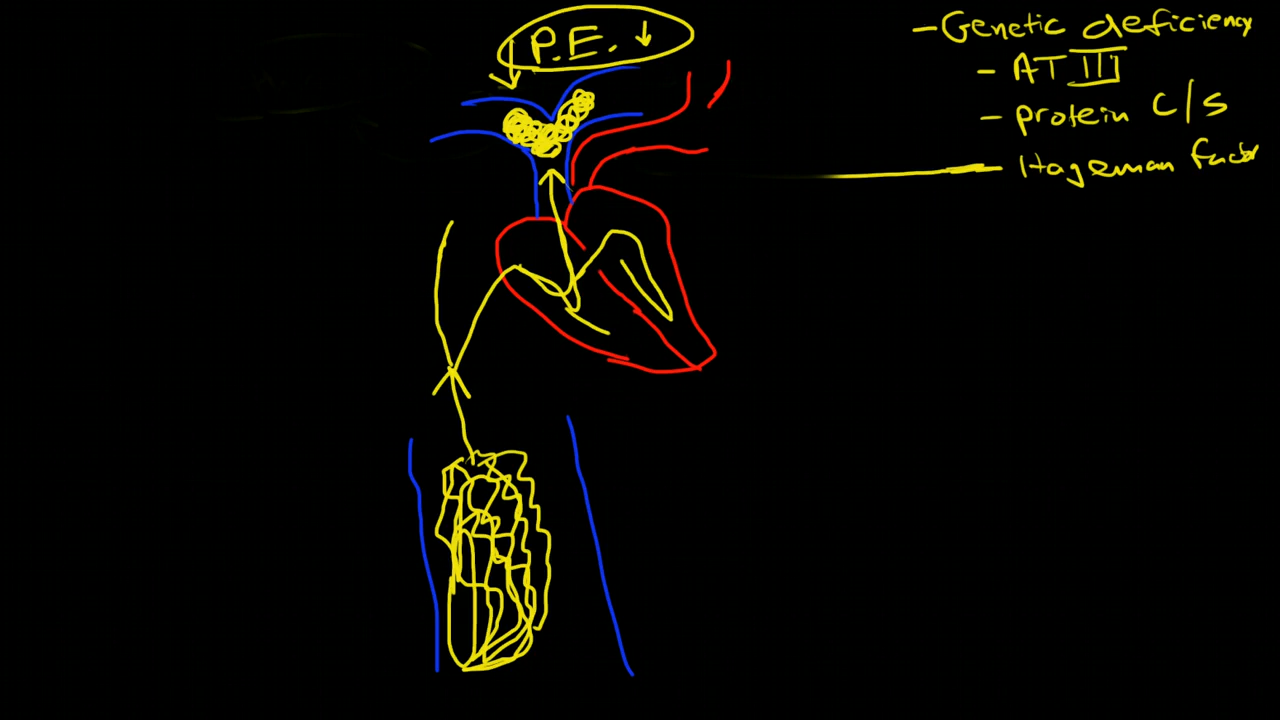 P.E. ↓
- Genetic deficiency
- AT III
- protein C/S
- Hageman factor